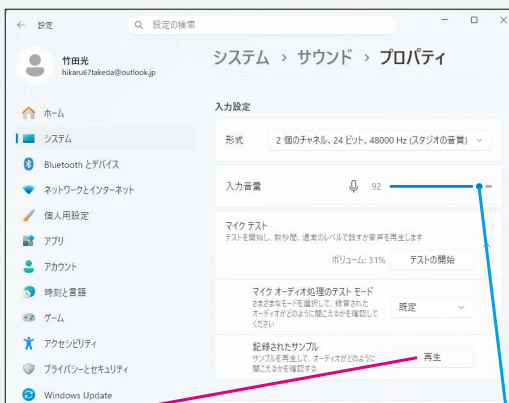 ← 設定
設定の検索
竹田光
hikaru67takeda@outlook.jp
システム › サウンド › プロパティ
ホーム
システム
Bluetooth とデバイス
ネットワークとインターネット
個人用設定
アプリ
アカウント
時刻と言語
ゲーム
アクセシビリティ
プライバシーとセキュリティ
Windows Update
入力設定
形式 2 個のチャネル、24 ビット、48000 Hz (スタジオの音質)
入力音量 92
マイク テスト
テストを開始し、数秒間、通常のレベルで話すか音声を再生します
ボリューム: 31% テストの開始
マイク オーディオ処理のテスト モード
さまざまなモードを選択して、録音された
オーディオがどのように聞こえるかを確認して
ください
既定
記録されたサンプル
サンプルを再生して、オーディオがどのように
聞こえるかを確認する
再生